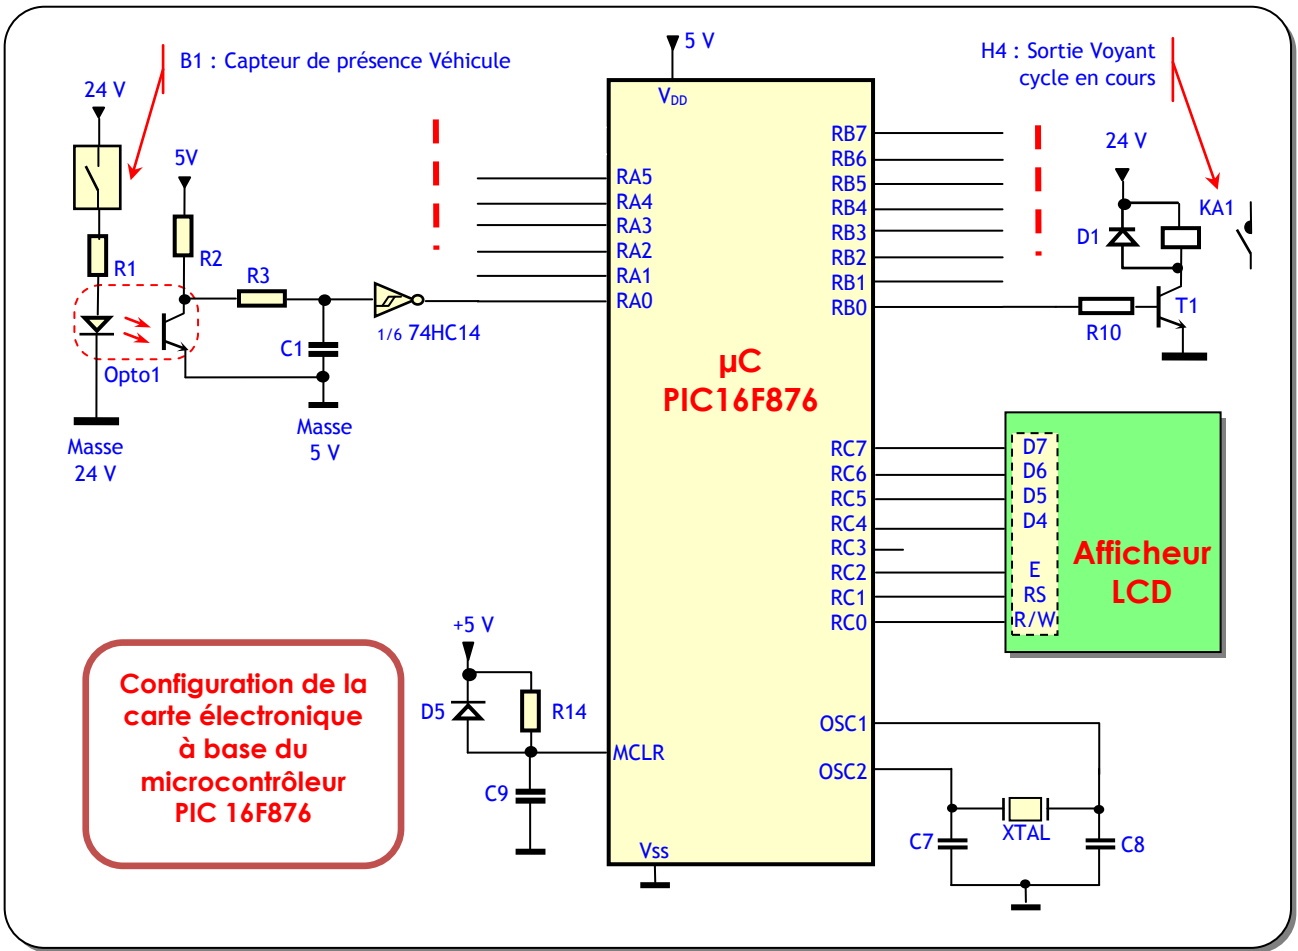 B1 : Capteur de présence Véhicule
24 V
5V
R1
R2
R3
C1
1/6 74HC14
Opto1
Masse
24 V
Masse
5 V
5 V
VDD
RA5
RA4
RA3
RA2
RA1
RA0
µC
PIC16F876
RB7
RB6
RB5
RB4
RB3
RB2
RB1
RB0
H4 : Sortie Voyant
cycle en cours
24 V
KA1
D1
T1
R10
RC7
RC6
RC5
RC4
RC3
RC2
RC1
RC0
D7
D6
D5
D4
E
RS
R/W
Afficheur
LCD
+5 V
D5
R14
MCLR
C9
OSC1
OSC2
XTAL
C7
C8
Vss
Configuration de la
carte électronique
à base du
microcontrôleur
PIC 16F876